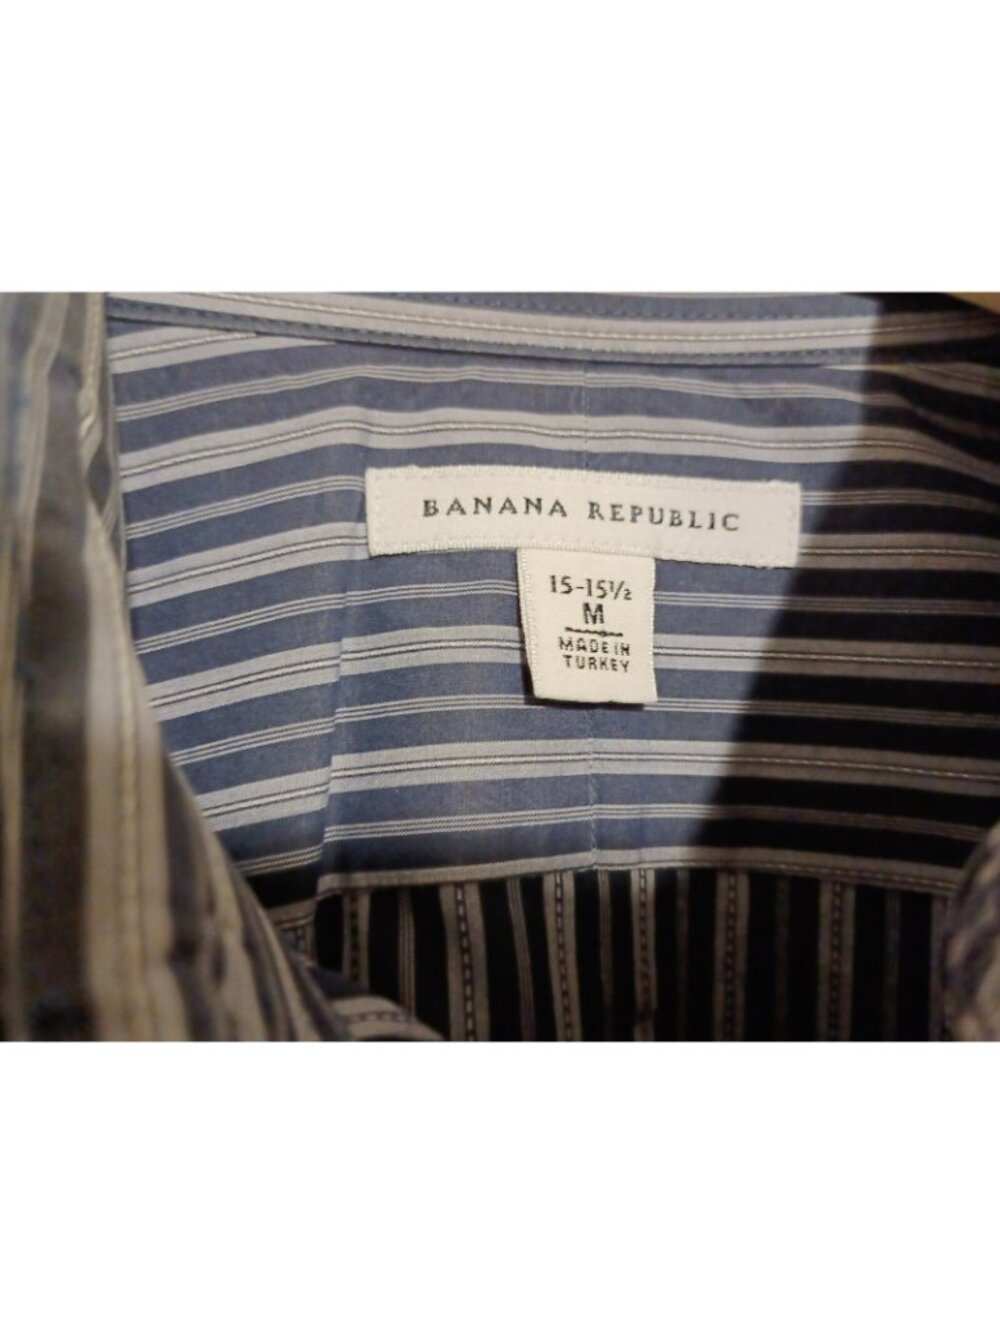 BANANA REPUBLIC
15-15½
M
MADE IN
TURKEY